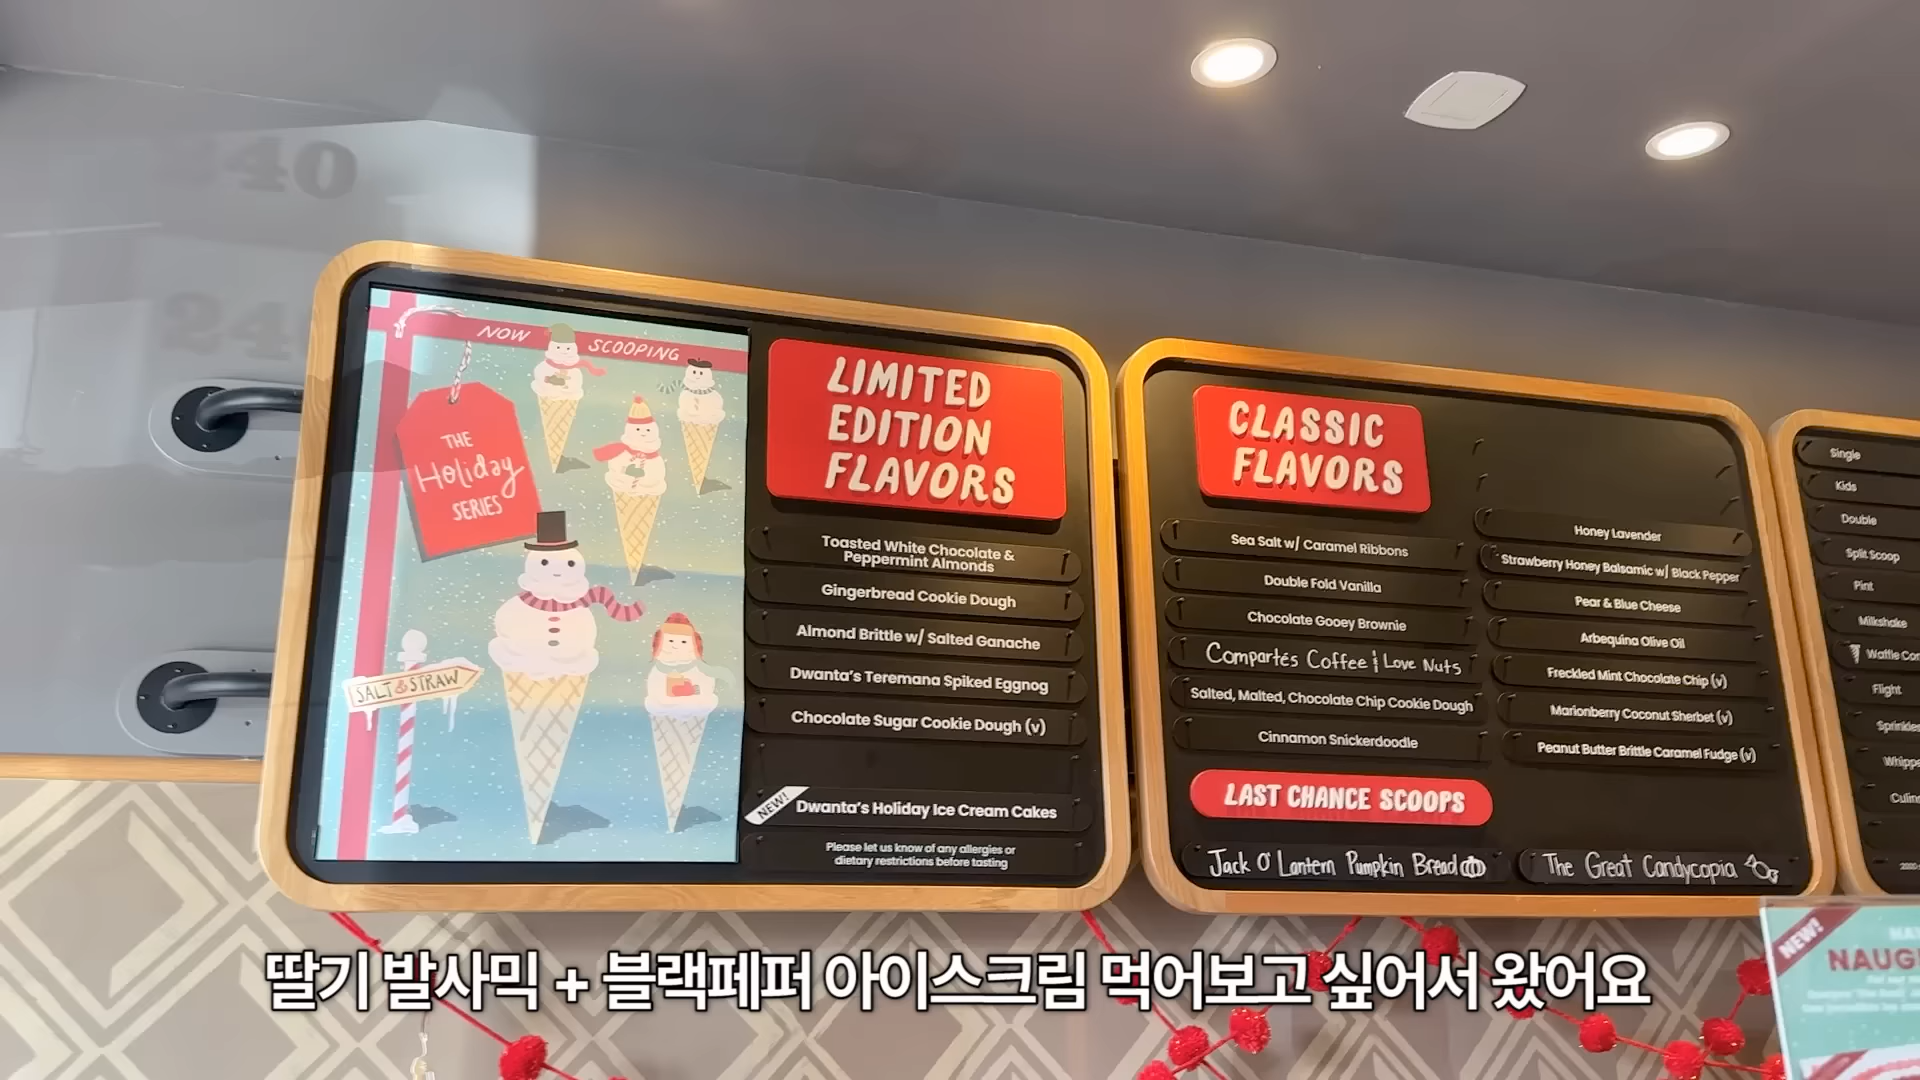 240
NOW SCOOPING
THE
Holiday
SERIES
SALT & STRAW
LIMITED
EDITION
FLAVORS
Toasted White Chocolate &
Peppermint Almonds
Gingerbread Cookie Dough
Almond Brittle w/ Salted Ganache
Dwanta's Teremana Spiked Eggnog
Chocolate Sugar Cookie Dough (v)
NEW! Dwanta's Holiday Ice Cream Cakes
Please let us know of any allergies or
dietary restrictions before tasting
CLASSIC
FLAVORS
Sea Salt w/ Caramel Ribbons
Double Fold Vanilla
Chocolate Gooey Brownie
Compartés Coffee & Love Nuts
Salted, Malted, Chocolate Chip Cookie Dough
Cinnamon Snickerdoodle
Honey Lavender
Strawberry Honey Balsamic w/ Black Pepper
Pear & Blue Cheese
Arbequina Olive Oil
Freckled Mint Chocolate Chip (v)
Marionberry Coconut Sherbet (v)
Peanut Butter Brittle Caramel Fudge (v)
LAST CHANCE SCOOPS
Jack O' Lantern Pumpkin Bread
The Great Candycopia
Single
Kids
Double
Split Scoop
Pint
Milkshake
Waffle Con
Flight
Sprinkles
Whippe
Culin
NEW!
NAUG
딸기 발사믹 + 블랙페퍼 아이스크림 먹어보고 싶어서 왔어요